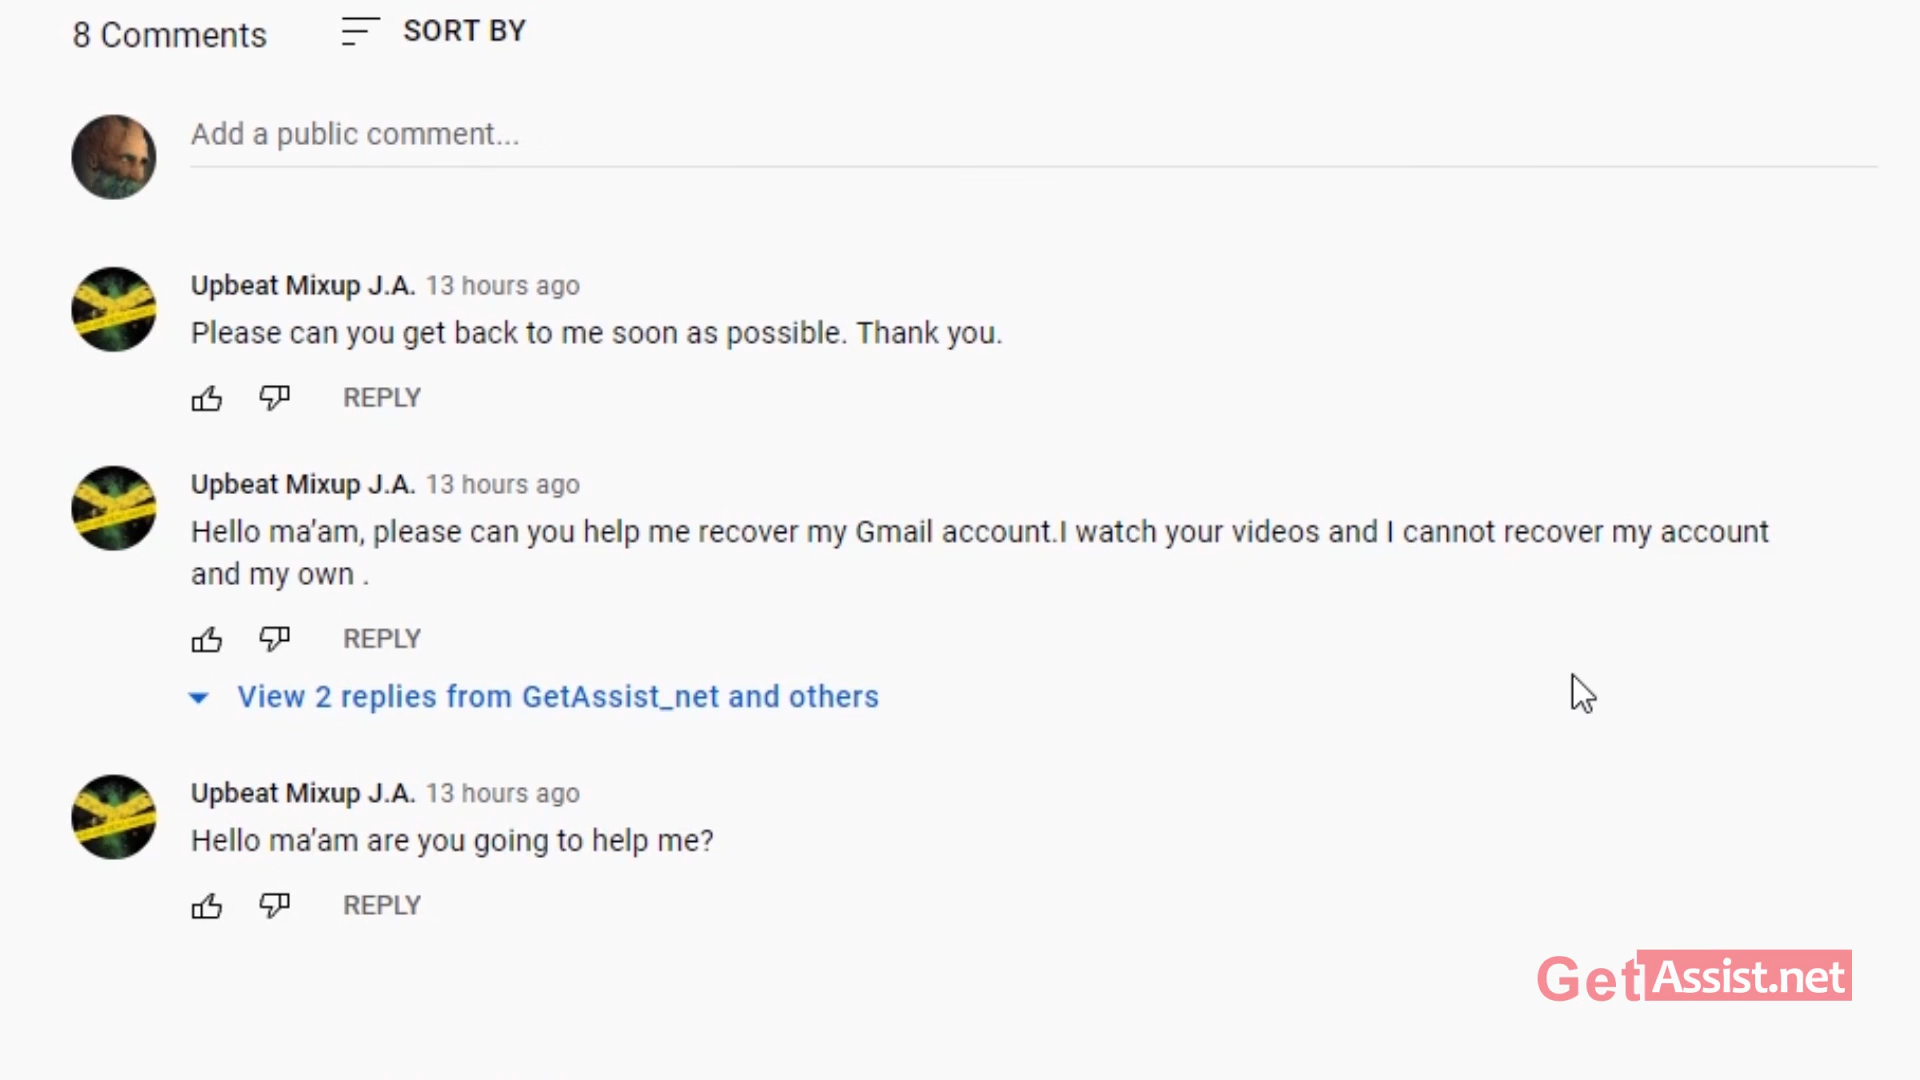 8 Comments
SORT BY
Add a public comment...
Upbeat Mixup J.A. 13 hours ago
Please can you get back to me soon as possible. Thank you.
REPLY
Upbeat Mixup J.A. 13 hours ago
Hello ma'am, please can you help me recover my Gmail account.I watch your videos and I cannot recover my account
and my own .
REPLY
View 2 replies from GetAssist_net and others
Upbeat Mixup J.A. 13 hours ago
Hello ma'am are you going to help me?
REPLY
GetAssist.net